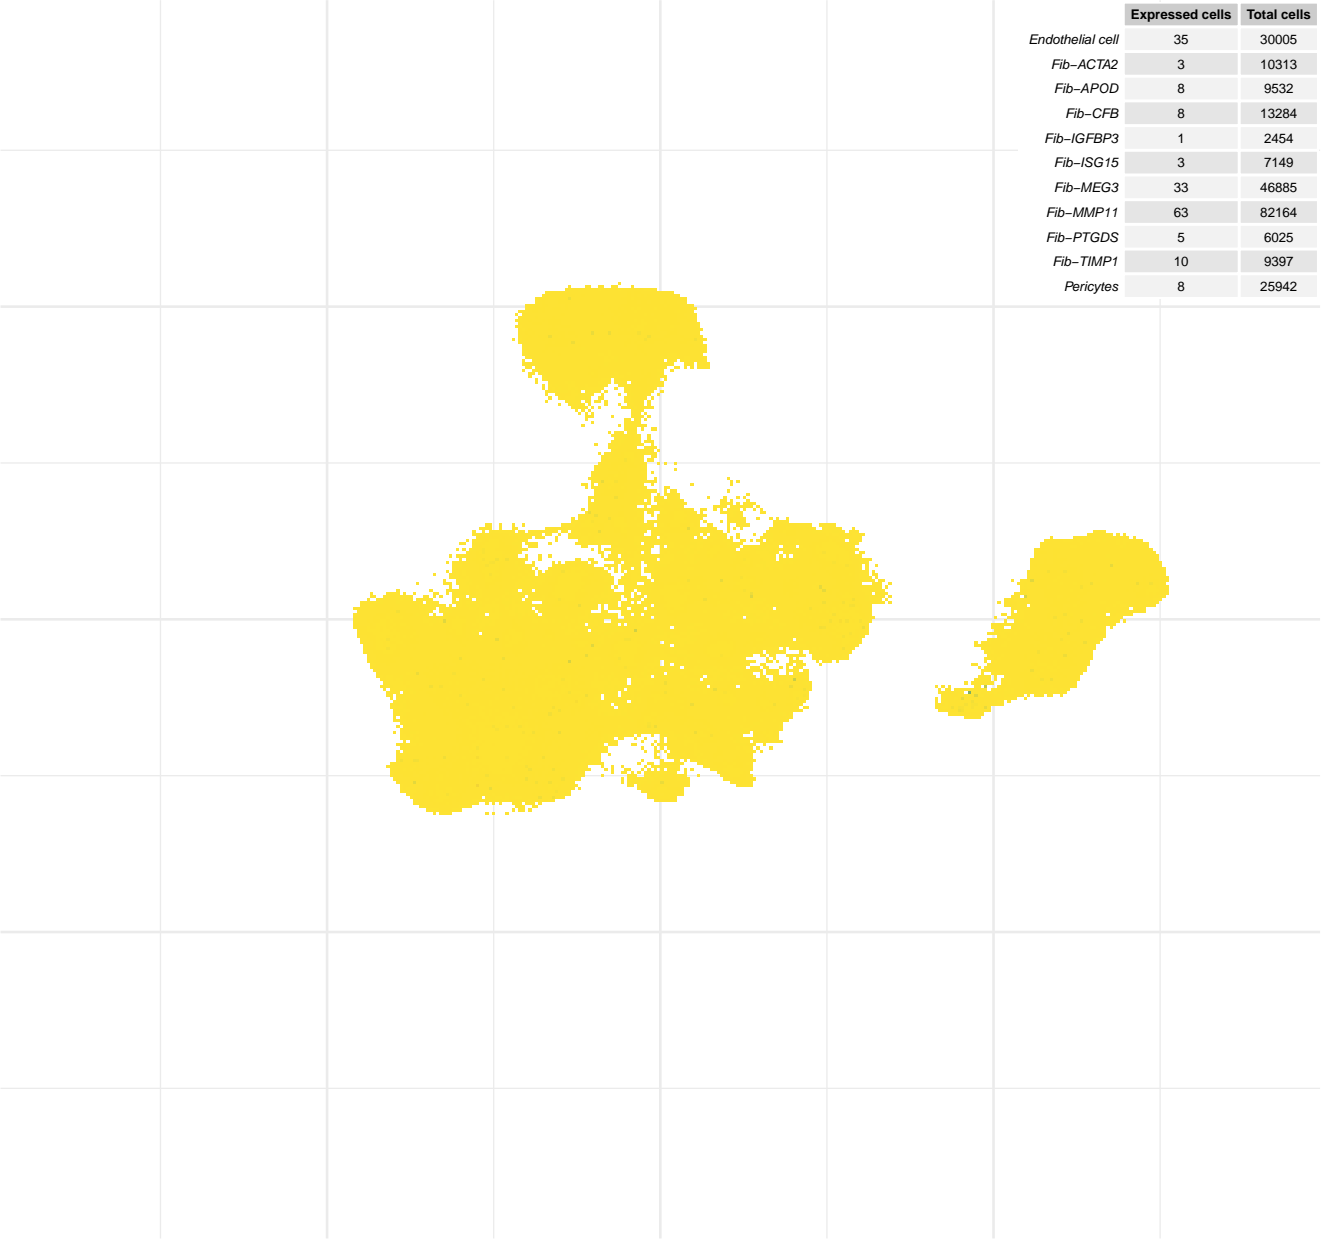 Expressed cells Total cells
Endothelial cell 35 30005
Fib−ACTA2 3 10313
Fib−APOD 8 9532
Fib−CFB 8 13284
Fib−IGFBP3 1 2454
Fib−ISG15 3 7149
Fib−MEG3 33 46885
Fib−MMP11 63 82164
Fib−PTGDS 5 6025
Fib−TIMP1 10 9397
Pericytes 8 25942